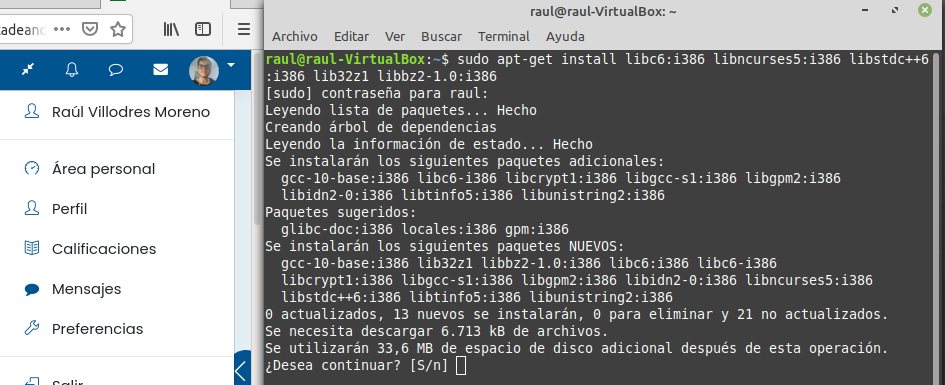 tadean
Raúl Villodres Moreno
Área personal
Perfil
Calificaciones
Mensajes
Preferencias
Salir
raul@raul-VirtualBox: ~
Archivo Editar Ver Buscar Terminal Ayuda
raul@raul-VirtualBox:~$ sudo apt-get install libc6:i386 libncurses5:i386 libstdc++6
:i386 lib32z1 libbz2-1.0:i386
[sudo] contraseña para raul:
Leyendo lista de paquetes... Hecho
Creando árbol de dependencias
Leyendo la información de estado... Hecho
Se instalarán los siguientes paquetes adicionales:
gcc-10-base:i386 libc6-i386 libcrypt1:i386 libgcc-s1:i386 libgpm2:i386
libidn2-0:i386 libtinfo5:i386 libunistring2:i386
Paquetes sugeridos:
glibc-doc:i386 locales:i386 gpm:i386
Se instalarán los siguientes paquetes NUEVOS:
gcc-10-base:i386 lib32z1 libbz2-1.0:i386 libc6:i386 libc6-i386
libcrypt1:i386 libgcc-s1:i386 libgpm2:i386 libidn2-0:i386 libncurses5:i386
libstdc++6:i386 libtinfo5:i386 libunistring2:i386
0 actualizados, 13 nuevos se instalarán, 0 para eliminar y 21 no actualizados.
Se necesita descargar 6.713 kB de archivos.
Se utilizarán 33,6 MB de espacio de disco adicional después de esta operación.
¿Desea continuar? [S/n]